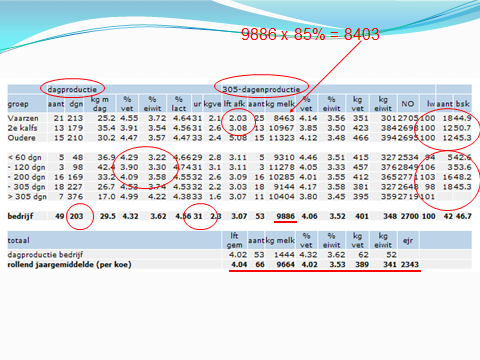 9886 x 85% = 8403
dagproductie 305-dagenproductie
groep aant dgn kg m dag % vet % eiwit % lact ur kgve lft afk aant kg melk % vet % eiwit kg vet kg eiwit NO lw aant bsk
Vaarzen 21 213 25.2 4.55 3.72 4.64 31 2.1 2.03 25 8463 4.14 3.56 351 301 2705 100 18 44.9
2e kalfs 13 179 35.4 3.91 3.54 4.56 31 2.6 3.08 13 10967 3.85 3.50 423 384 2698 100 12 50.7
Ouderen 15 210 30.2 4.47 3.57 4.47 33 2.4 5.08 15 11323 4.12 3.48 466 394 2695 100 12 45.3
< 60 dgn 5 48 36.9 4.29 3.22 4.66 29 2.8 3.11 5 9310 4.46 3.51 415 327 2534 94 5 42.6
- 120 dgn 3 98 42.4 3.90 3.30 4.74 31 3.1 3.11 3 11278 4.05 3.33 457 376 2849 106 3 53.6
- 200 dgn 16 169 33.2 4.09 3.58 4.55 32 2.6 3.09 16 10285 4.01 3.55 412 365 2771 103 16 48.2
- 305 dgn 18 227 26.7 4.53 3.74 4.53 32 2.2 3.03 18 9144 4.17 3.58 381 327 2648 98 18 45.3
> 305 dgn 7 376 17.0 4.99 4.22 4.38 33 1.6 3.07 11 10404 3.80 3.45 395 359 2719 101
bedrijf 49 203 29.5 4.32 3.62 4.56 31 2.3 3.07 53 9886 4.06 3.52 401 348 2700 100 42 46.7
totaal lft gem aant kg melk % vet % eiwit kg vet kg eiwit ejr
dagproductie bedrijf 4.02 53 1444 4.32 3.62 62 52
rollend jaargemiddelde (per koe) 4.04 66 9664 4.02 3.53 389 341 2343